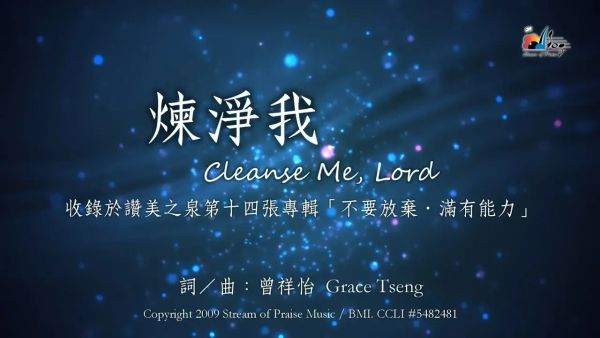 煉淨我
Cleanse Me, Lord
收錄於讚美之泉第十四張專輯「不要放棄．滿有能力」
詞／曲：曾祥怡 Grace Tseng
Copyright 2009 Stream of Praise Music / BMI. CCLI #5482481